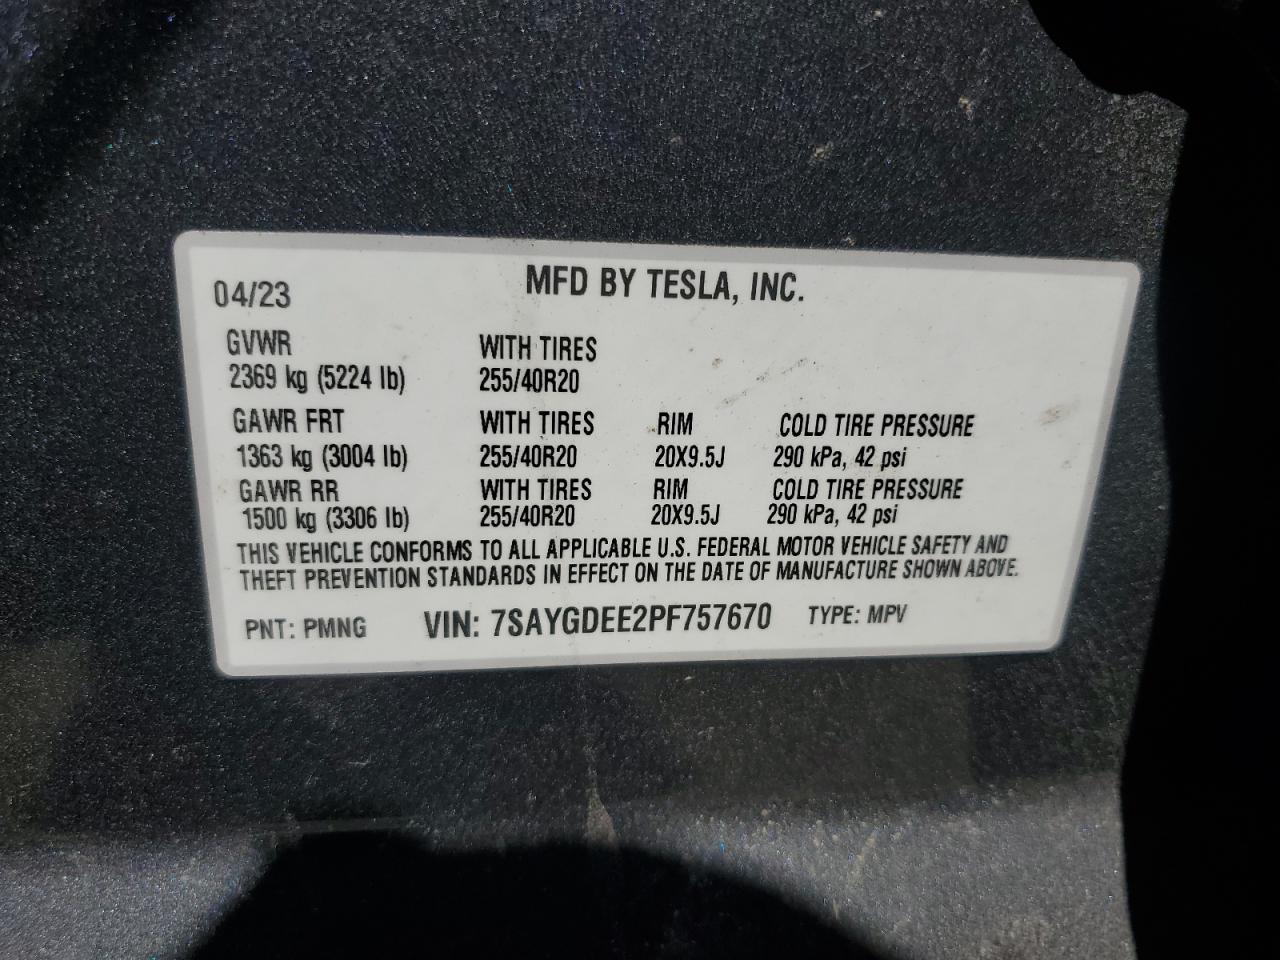 MFD BY TESLA, INC.
04/23
GVWR WITH TIRES
2369 kg (5224 lb) 255/40R20
GAWR FRT WITH TIRES RIM COLD TIRE PRESSURE
1363 kg (3004 lb) 255/40R20 20X9.5J 290 kPa, 42 psi
GAWR RR WITH TIRES RIM COLD TIRE PRESSURE
1500 kg (3306 lb) 255/40R20 20X9.5J 290 kPa, 42 psi
THIS VEHICLE CONFORMS TO ALL APPLICABLE U.S. FEDERAL MOTOR VEHICLE SAFETY AND
THEFT PREVENTION STANDARDS IN EFFECT ON THE DATE OF MANUFACTURE SHOWN ABOVE.
PNT: PMNG VIN: 7SAYGDEE2PF757670 TYPE: MPV